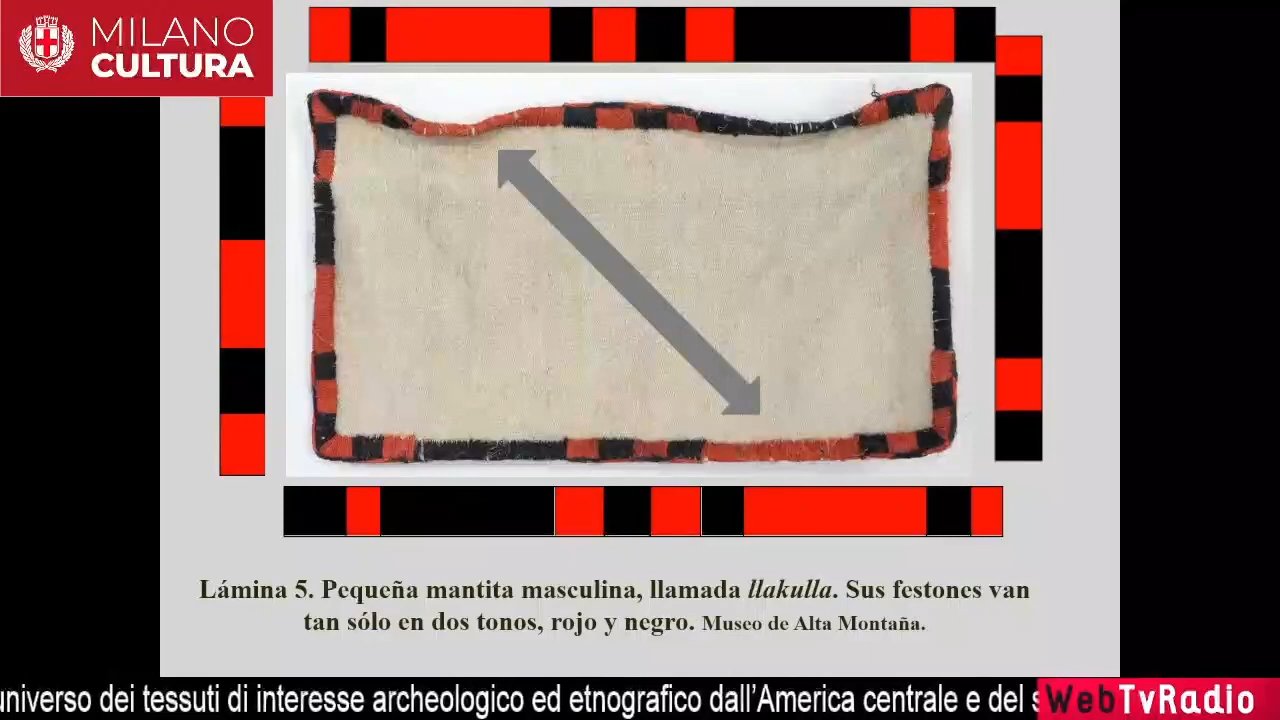 MILANO
CULTURA
Lámina 5. Pequeña mantita masculina, llamada llakulla. Sus festones van
tan sólo en dos tonos, rojo y negro. Museo de Alta Montaña.
universo dei tessuti di interesse archeologico ed etnografico dall'America centrale e del
WebTvRadio